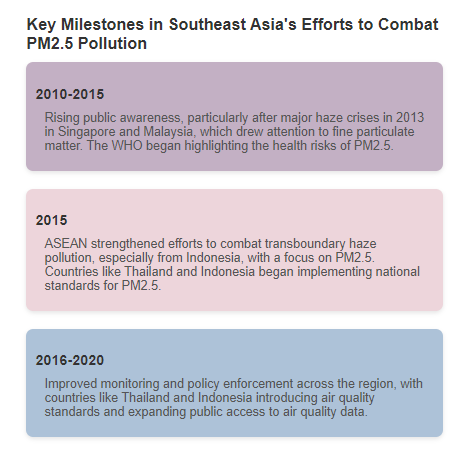 Key Milestones in Southeast Asia's Efforts to Combat
PM2.5 Pollution
2010-2015
Rising public awareness, particularly after major haze crises in 2013
in Singapore and Malaysia, which drew attention to fine particulate
matter. The WHO began highlighting the health risks of PM2.5.
2015
ASEAN strengthened efforts to combat transboundary haze
pollution, especially from Indonesia, with a focus on PM2.5.
Countries like Thailand and Indonesia began implementing national
standards for PM2.5.
2016-2020
Improved monitoring and policy enforcement across the region, with
countries like Thailand and Indonesia introducing air quality
standards and expanding public access to air quality data.